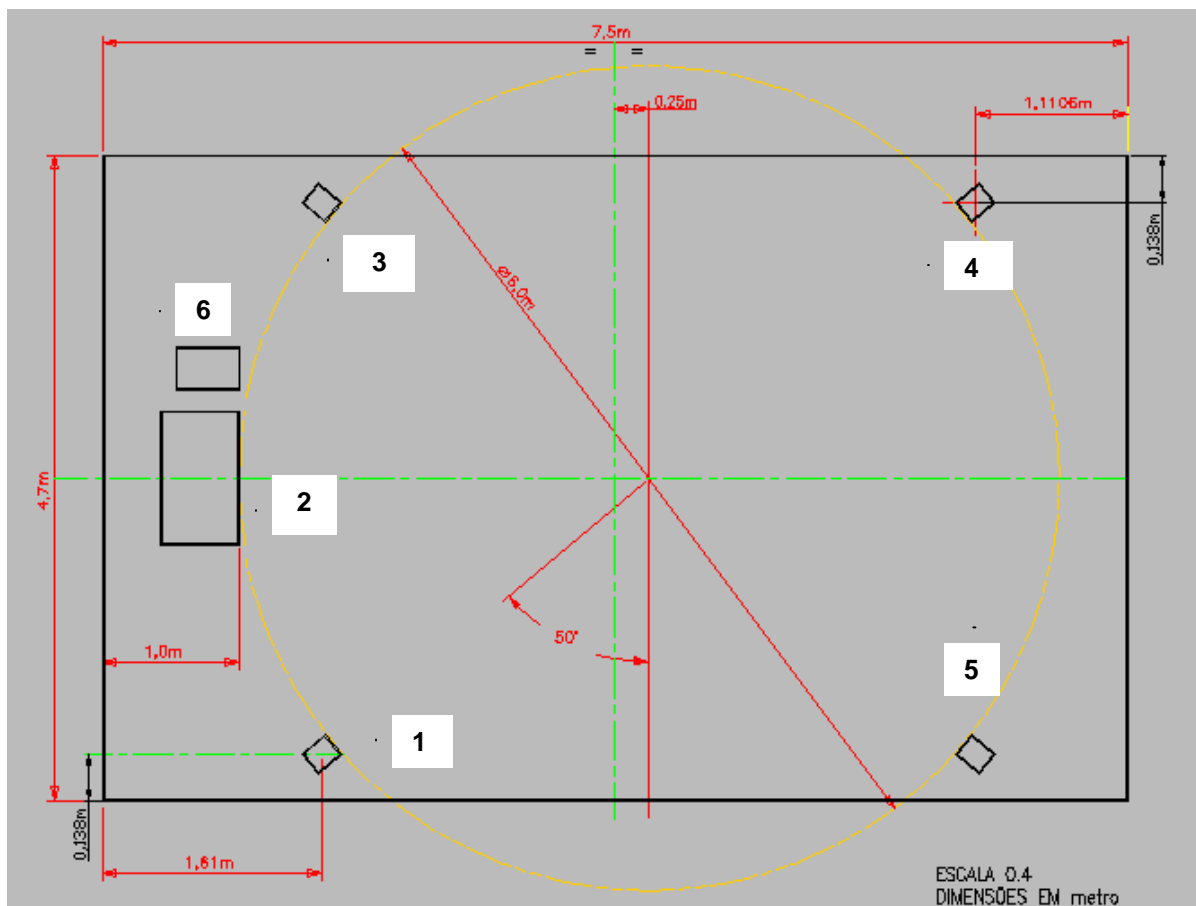 7,5m
= =
0,25m
1,1106m
0,138m
3
4
Ø6,0m
6
4,7m
2
50°
1,0m
5
1
0,138m
1,61m
ESCALA 0.4
DIMENSÕES EM metro